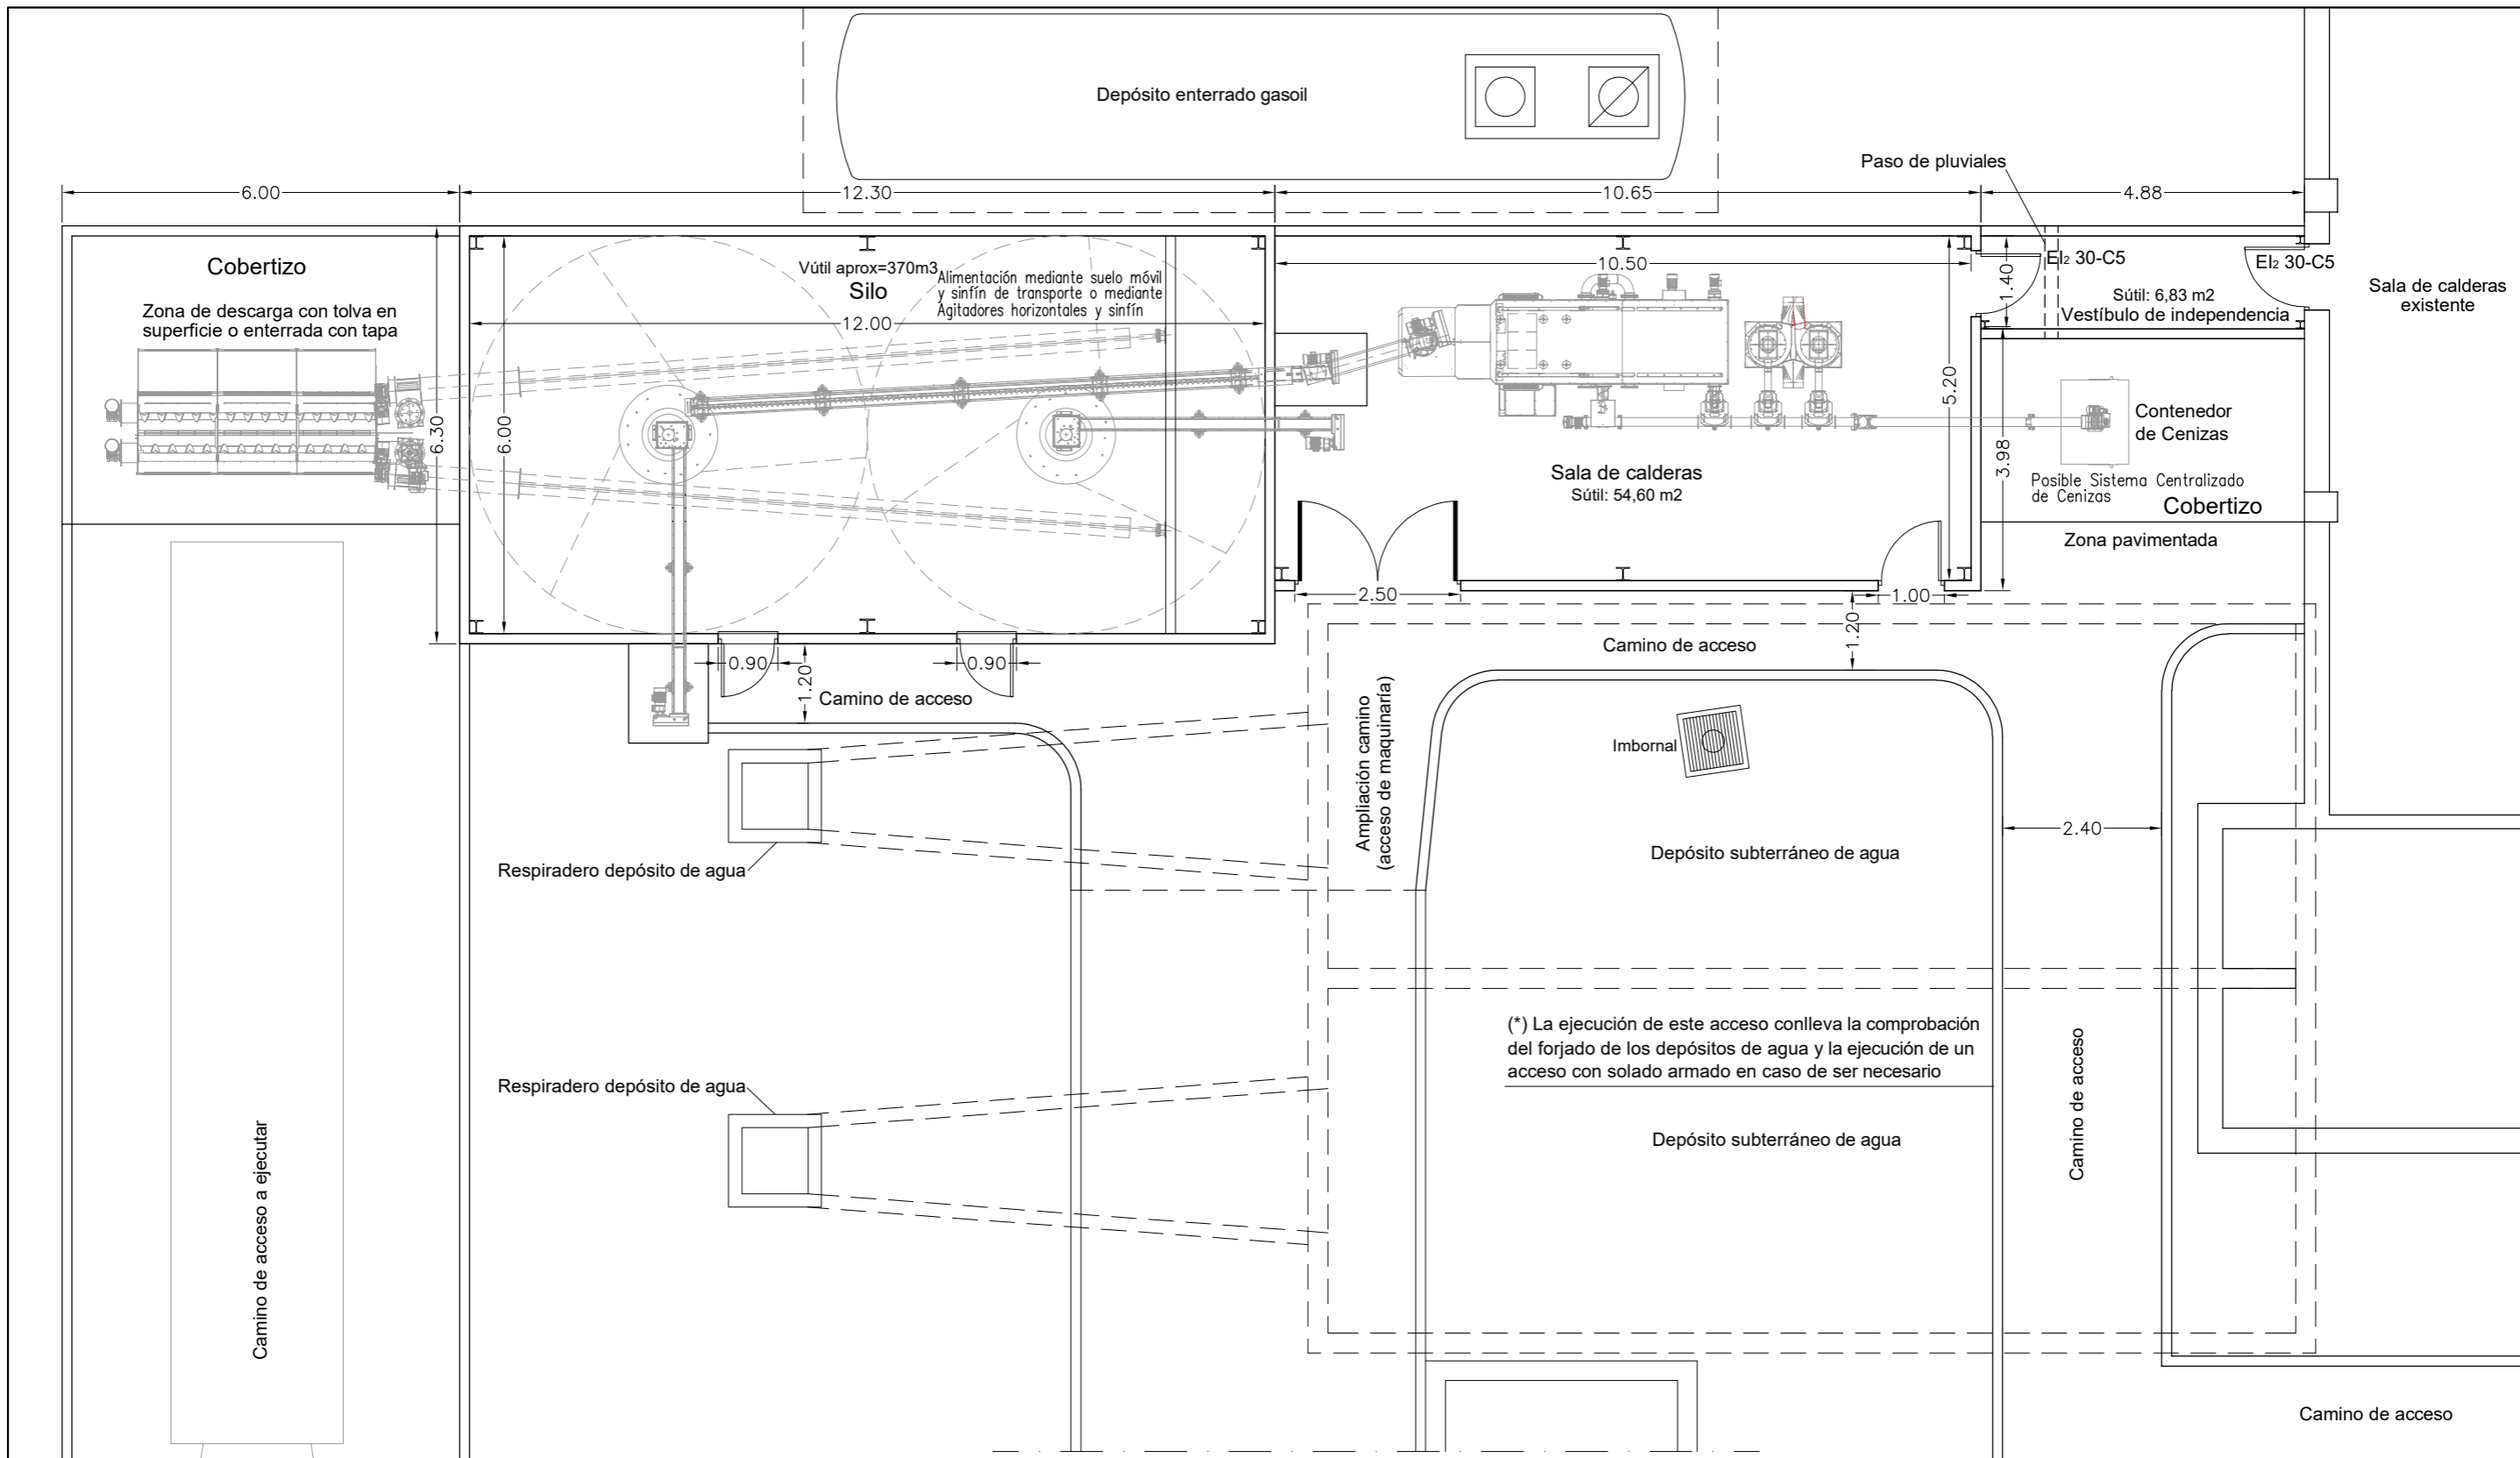 Depósito enterrado gasoil
Paso de pluviales
6.00
12.30
10.65
4.88
Cobertizo
Zona de descarga con tolva en
superficie o enterrada con tapa
6.30
6.00
Vútil aprox=370m3
Silo
Alimentación mediante suelo móvil
y sinfín de transporte o mediante
Agitadores horizontales y sinfín
12.00
10.50
5.20
1.40
EI2 30-C5
EI2 30-C5
Sútil: 6,83 m2
Vestíbulo de independencia
Sala de calderas
existente
3.98
Contenedor
de Cenizas
Posible Sistema Centralizado
de Cenizas
Cobertizo
Zona pavimentada
Sala de calderas
Sútil: 54,60 m2
2.50
1.00
1.20
Camino de acceso
0.90
0.90
1.20
Camino de acceso
Ampliación camino
(acceso de maquinaría)
Imbornal
2.40
Depósito subterráneo de agua
Respiradero depósito de agua
(*) La ejecución de este acceso conlleva la comprobación
del forjado de los depósitos de agua y la ejecución de un
acceso con solado armado en caso de ser necesario
Respiradero depósito de agua
Depósito subterráneo de agua
Camino de acceso
Camino de acceso a ejecutar
Camino de acceso